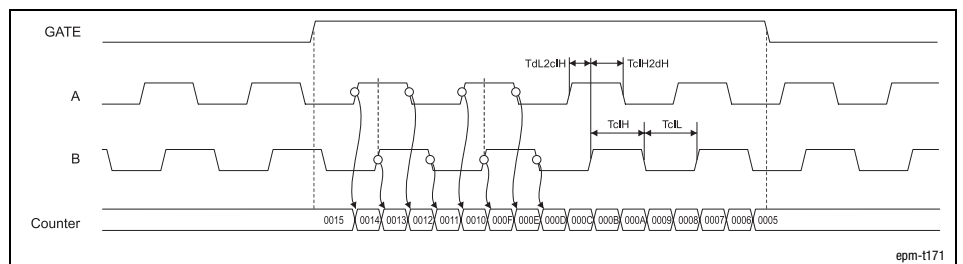 GATE
TdL2clH TclH2dH
A
TclH TclL
B
Counter 0015 0014 0013 0012 0011 0010 000F 000E 000D 000C 000B 000A 0009 0008 0007 0006 0005
epm-t171